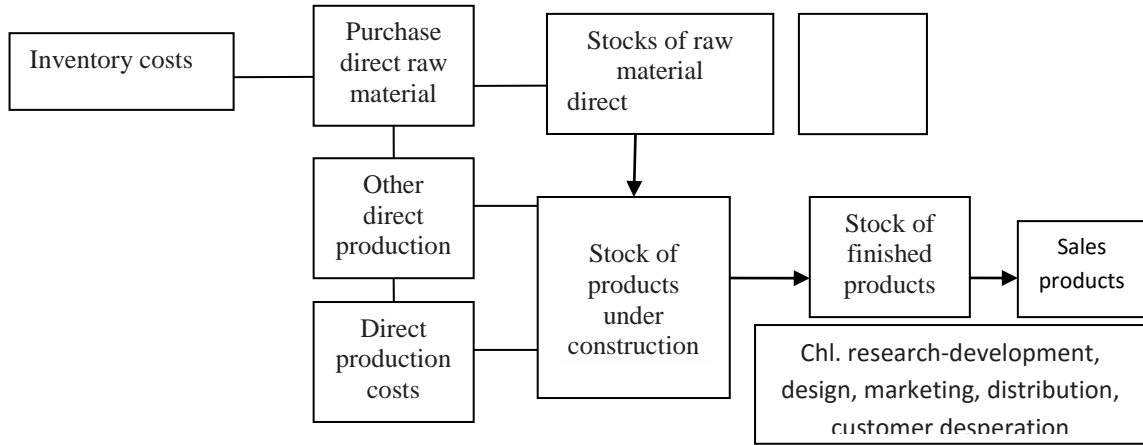 Inventory costs
Purchase
direct raw
material
Stocks of raw
material
direct
Other
direct
production
Direct
production
costs
Stock of
products
under
construction
Stock of
finished
products
Sales
products
Chl. research-development,
design, marketing, distribution,
customer desperation